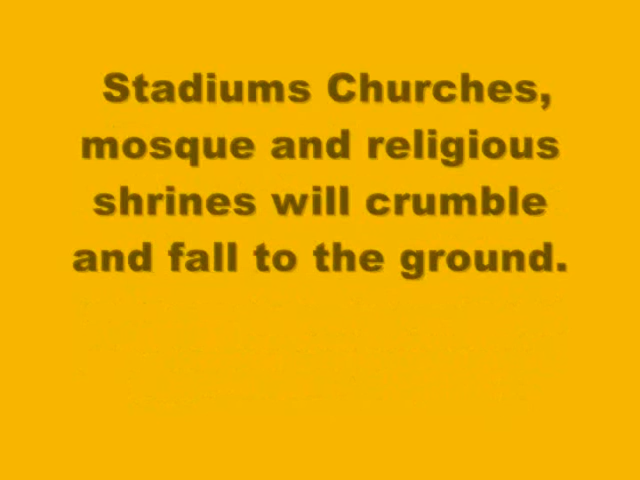 Stadiums Churches,
mosque and religious
shrines will crumble
and fall to the ground.